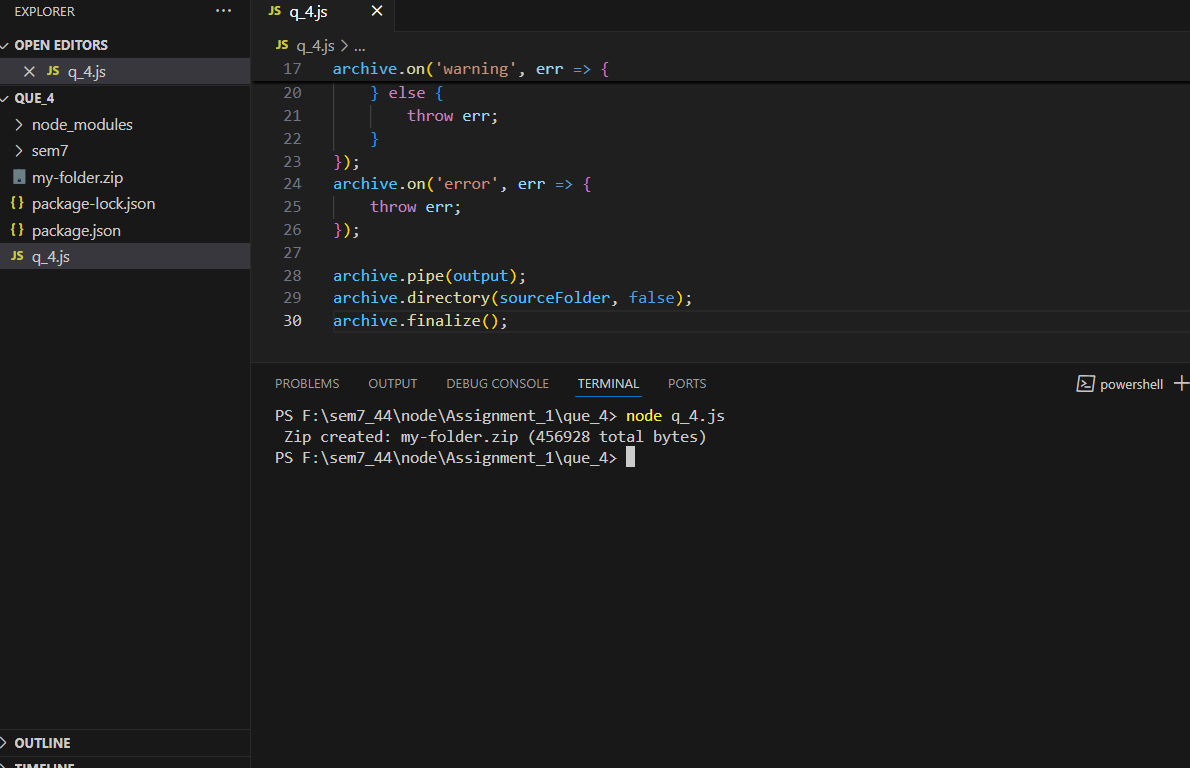 EXPLORER ...
OPEN EDITORS
JS q_4.js
QUE_4
node_modules
sem7
my-folder.zip
{} package-lock.json
{} package.json
JS q_4.js
OUTLINE
TIMELINE
JS q_4.js
JS q_4.js > ...
17 archive.on('warning', err => {
20 } else {
21 throw err;
22 }
23 });
24 archive.on('error', err => {
25 throw err;
26 });
27
28 archive.pipe(output);
29 archive.directory(sourceFolder, false);
30 archive.finalize();
PROBLEMS OUTPUT DEBUG CONSOLE TERMINAL PORTS powershell
PS F:\sem7_44\node\Assignment_1\que_4> node q_4.js
Zip created: my-folder.zip (456928 total bytes)
PS F:\sem7_44\node\Assignment_1\que_4>